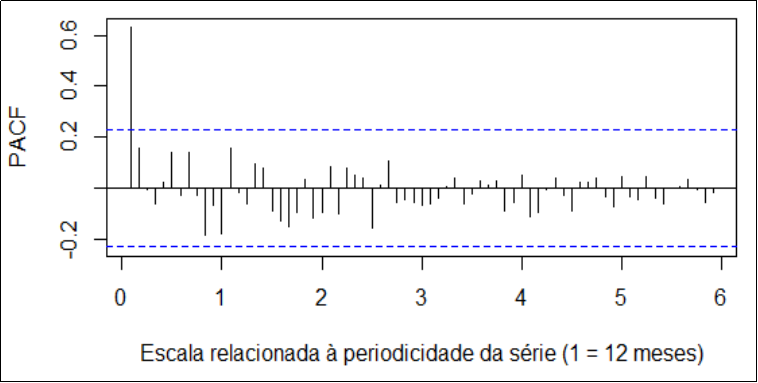 PACF
0.6
0.4
0.2
-0.2
0 1 2 3 4 5 6
Escala relacionada à periodicidade da série (1 = 12 meses)